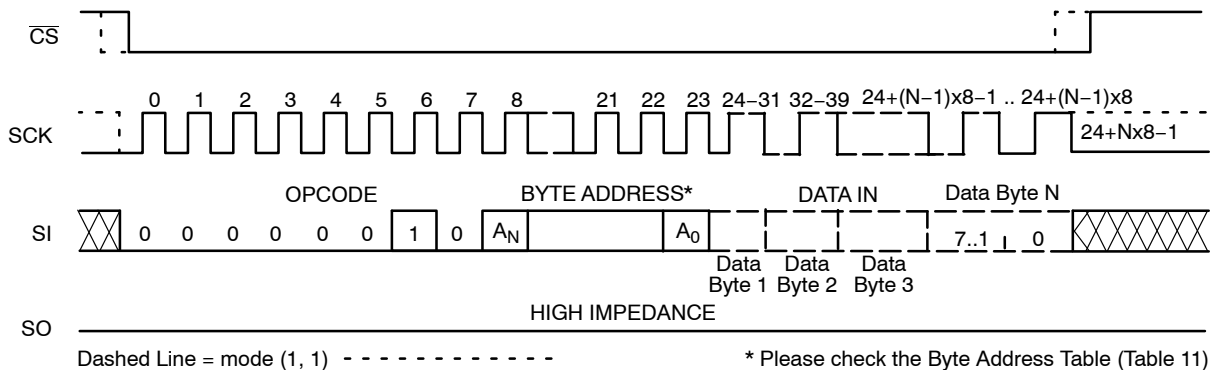 CS
0 1 2 3 4 5 6 7 8 21 22 23 24–31 32–39 24+(N–1)x8–1 .. 24+(N–1)x8
SCK
24+Nx8–1
OPCODE BYTE ADDRESS* DATA IN Data Byte N
SI
0 0 0 0 0 0 1 0 AN A0 7..1 0
Data Byte 1
Data Byte 2
Data Byte 3
HIGH IMPEDANCE
SO
Dashed Line = mode (1, 1)
* Please check the Byte Address Table (Table 11)